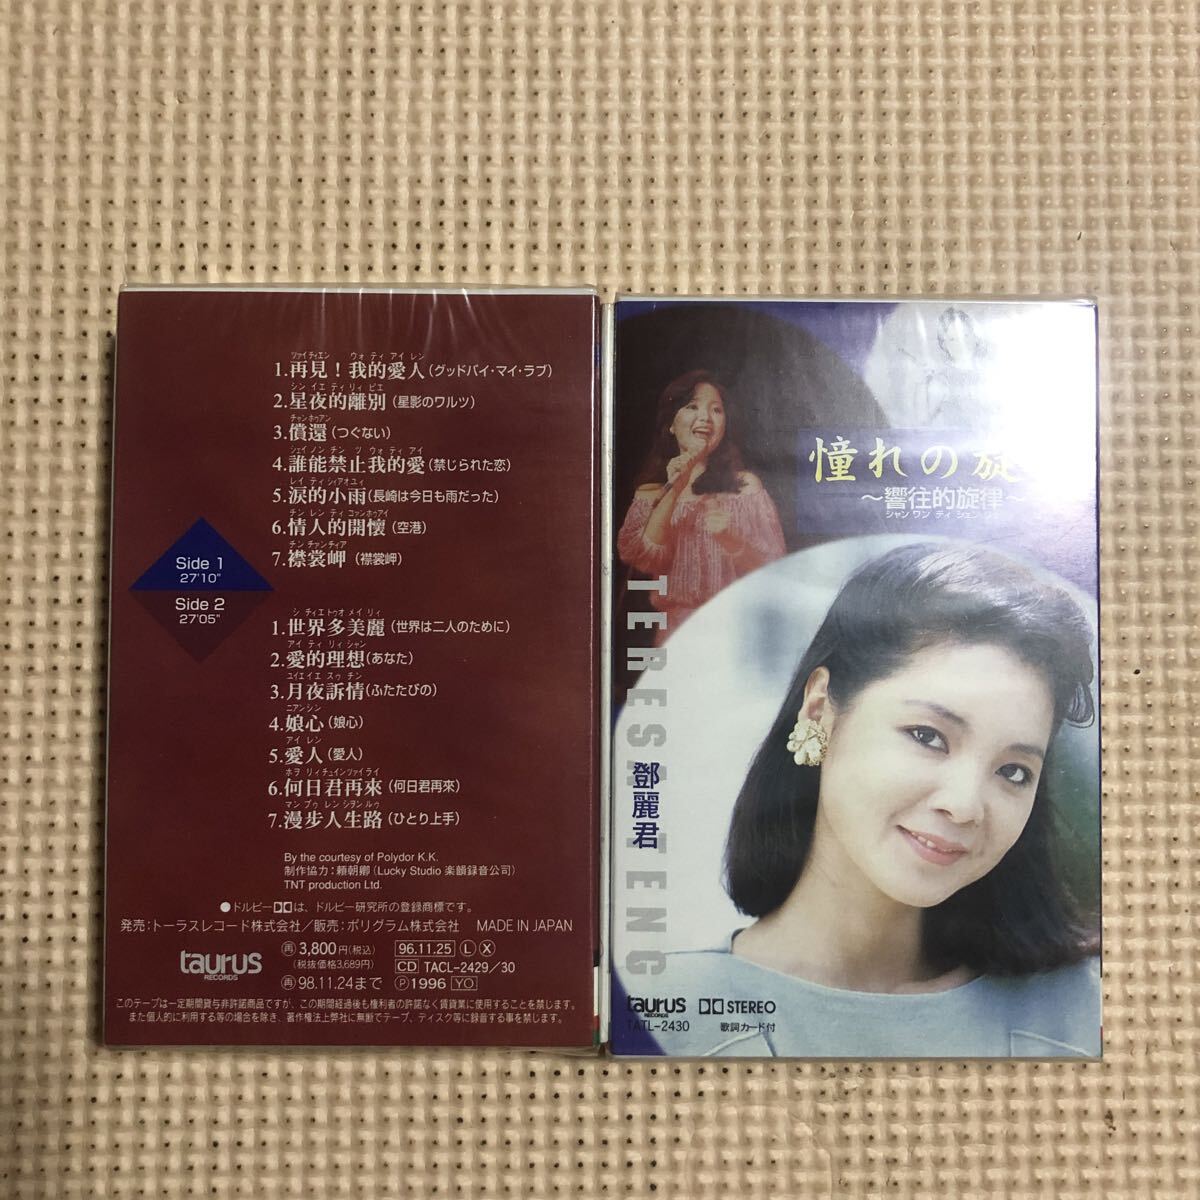 ツァイ チィエン ウォ ティ アイ レン
1.再見！我的愛人(グッドバイ・マイ・ラブ)
シン イエ ティ リィ ビエ
2.星夜的離別(星影のワルツ)
チャンホゥアン
3.償還(つぐない)
シェイ ノン チン ツ ウォ ティ アイ
4.誰能禁止我的愛(禁じられた恋)
レイ ティ シィアオ ユィ
5.涙的小雨(長崎は今日も雨だった)
チン レン ティ コァンホゥアイ
6.情人的開懷(空港)
チン チァンチィア
7.襟裳岬(襟裳岬)
Side 1
27'10"
Side 2
27'05"
シ チィエ トゥオ メイ リィ
1.世界多美麗(世界は二人のために)
アイ ティ リィ シャン
2.愛的理想(あなた)
ユイエ イエ スゥ チン
3.月夜訴情(ふたたびの)
ニアンシン
4.娘心(娘心)
アイ レン
5.愛人(愛人)
ホヲ リィ チュインツァイ ライ
6.何日君再來(何日君再來)
マン プゥ レン シヲン ルゥ
7.漫步人生路(ひとり上手)
By the courtesy of Polydor K.K.
制作協力:頼朝卿(Lucky Studio 楽韻録音公司)
TNT production Ltd.
●ドルビーは、ドルビー研究所の登録商標です。
発売:トーラスレコード株式会社／販売:ポリグラム株式会社 MADE IN JAPAN
taurus
RECORDS
再 3,800円(税込)
(税抜価格3,689円)
再 98.11.24まで
96.11.25 L X
CD TACL-2429／30
P 1996 YO
このテープは一定期間貸与非許諾商品ですが、この期間経過後も権利者の許諾なく賃貸業に使用することを禁じます。
また個人的に利用する等の場合を除き、著作権法上弊社に無断でテープ、ディスク等に録音する事を禁じます。
憧れの旋
～響往的旋律～
シャン ワン ティ シェン
TERESA TENG
鄧麗君
taurus
RECORDS
TATL-2430
STEREO
歌詞カード付